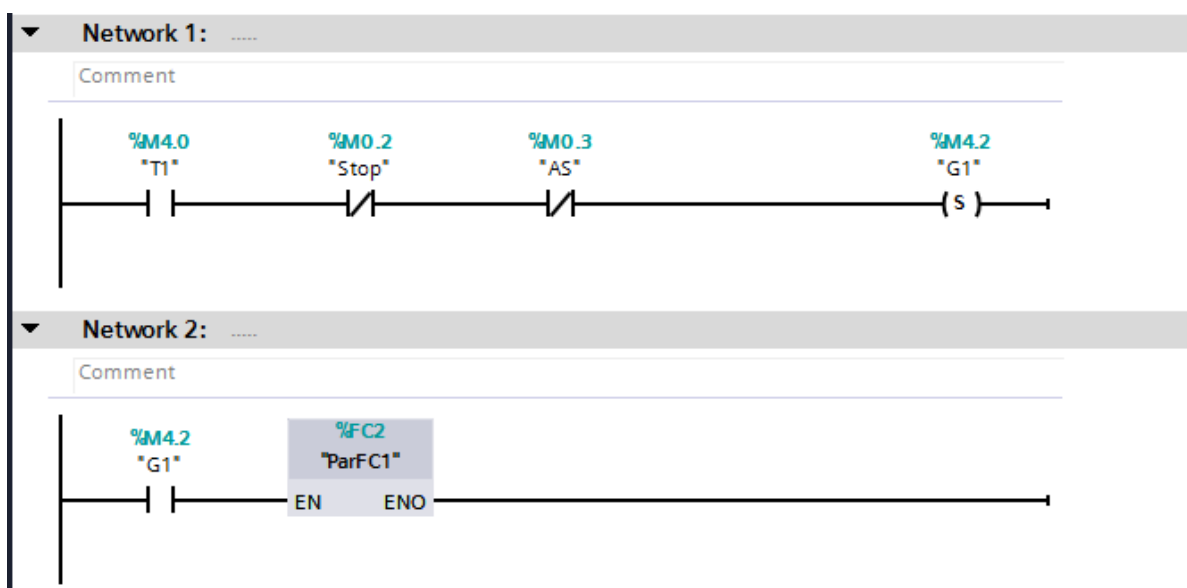 Network 1: .....
Comment
%M4.0 %M0.2 %M0.3 %M4.2
"T1" "Stop" "AS" "G1"
S
Network 2: .....
Comment
%M4.2 %FC2
"G1" "ParFC1"
EN ENO